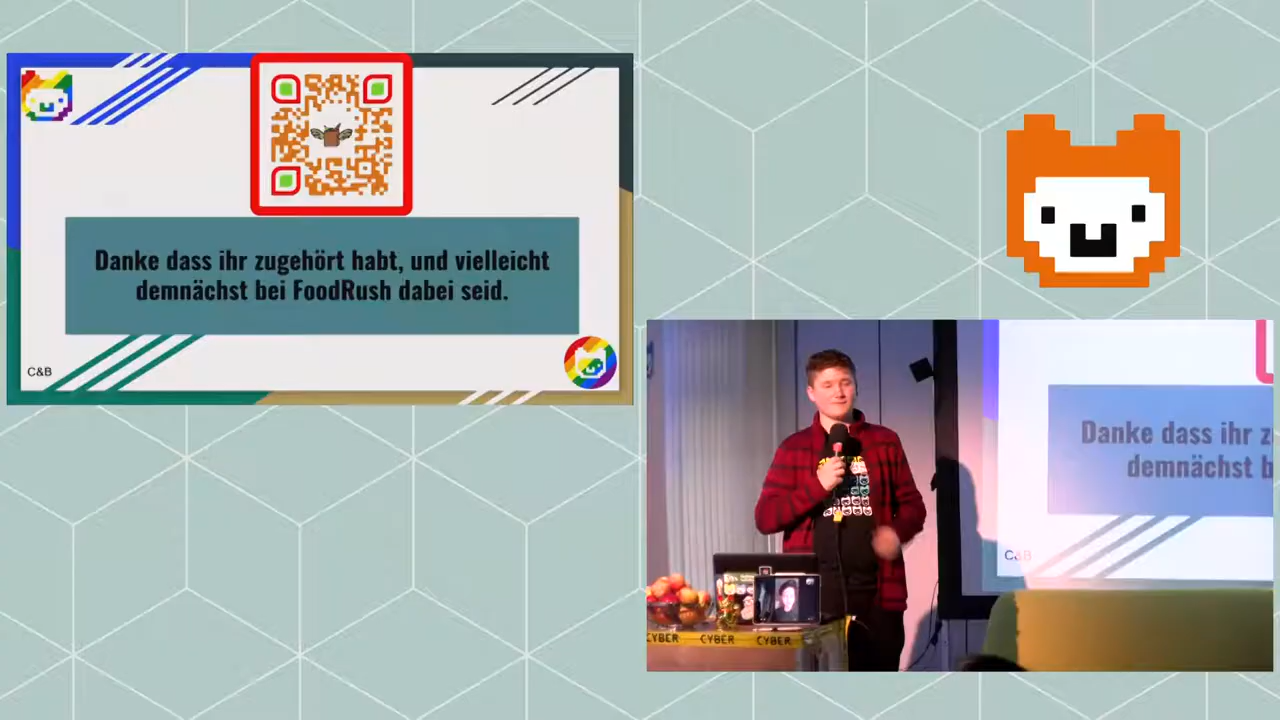 Danke dass ihr zugehört habt, und vielleicht
demnächst bei FoodRush dabei seid.
C&B
Danke dass ihr z
demnächst b
C&B
CYBER CYBER CYBER